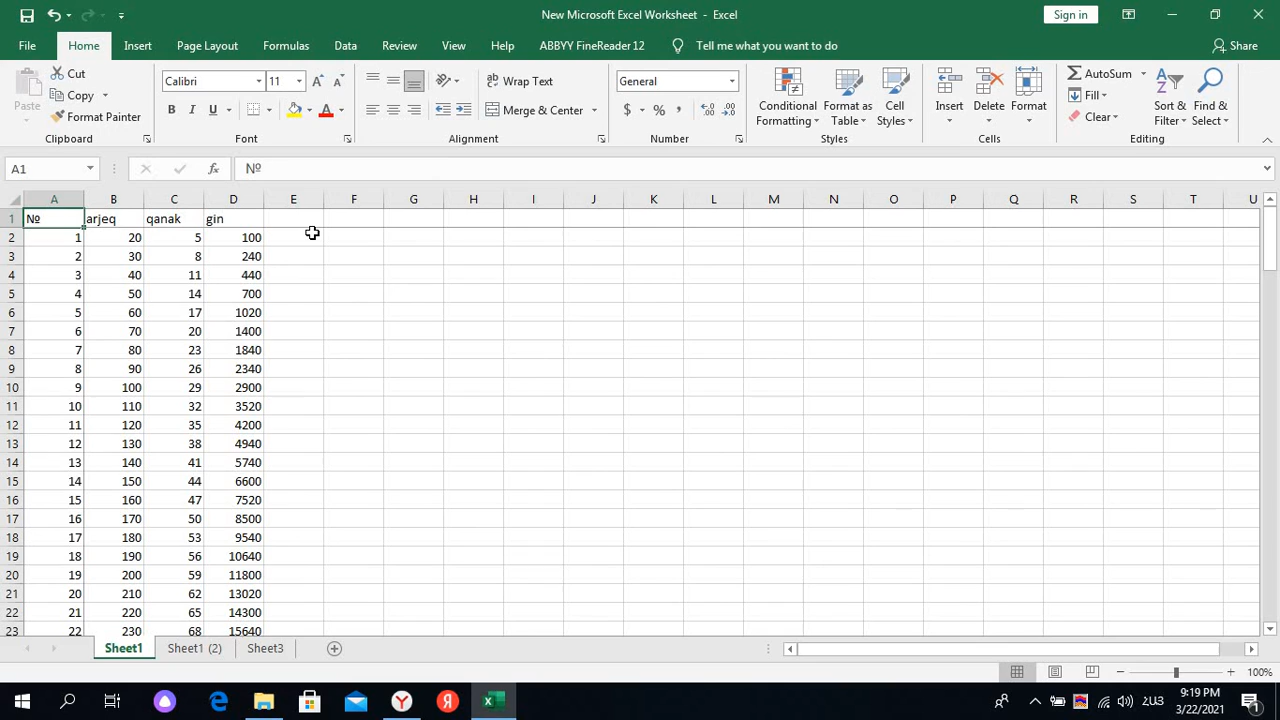 New Microsoft Excel Worksheet - Excel
Sign in
File Home Insert Page Layout Formulas Data Review View Help ABBYY FineReader 12 Tell me what you want to do Share
Paste
Cut
Copy
Format Painter
Clipboard
Calibri 11
B I U
Font
Wrap Text
Merge & Center
Alignment
General
$ % ,
Number
Conditional Formatting
Format as Table
Cell Styles
Styles
Insert Delete Format
Cells
AutoSum
Fill
Clear
Sort & Filter
Find & Select
Editing
A1 fx №
A B C D E F G H I J K L M N O P Q R S T U
1 № arjeq qanak gin
2 1 20 5 100
3 2 30 8 240
4 3 40 11 440
5 4 50 14 700
6 5 60 17 1020
7 6 70 20 1400
8 7 80 23 1840
9 8 90 26 2340
10 9 100 29 2900
11 10 110 32 3520
12 11 120 35 4200
13 12 130 38 4940
14 13 140 41 5740
15 14 150 44 6600
16 15 160 47 7520
17 16 170 50 8500
18 17 180 53 9540
19 18 190 56 10640
20 19 200 59 11800
21 20 210 62 13020
22 21 220 65 14300
23 22 230 68 15640
Sheet1 Sheet1 (2) Sheet3
100%
ՀԱՅ
9:19 PM
3/22/2021
1